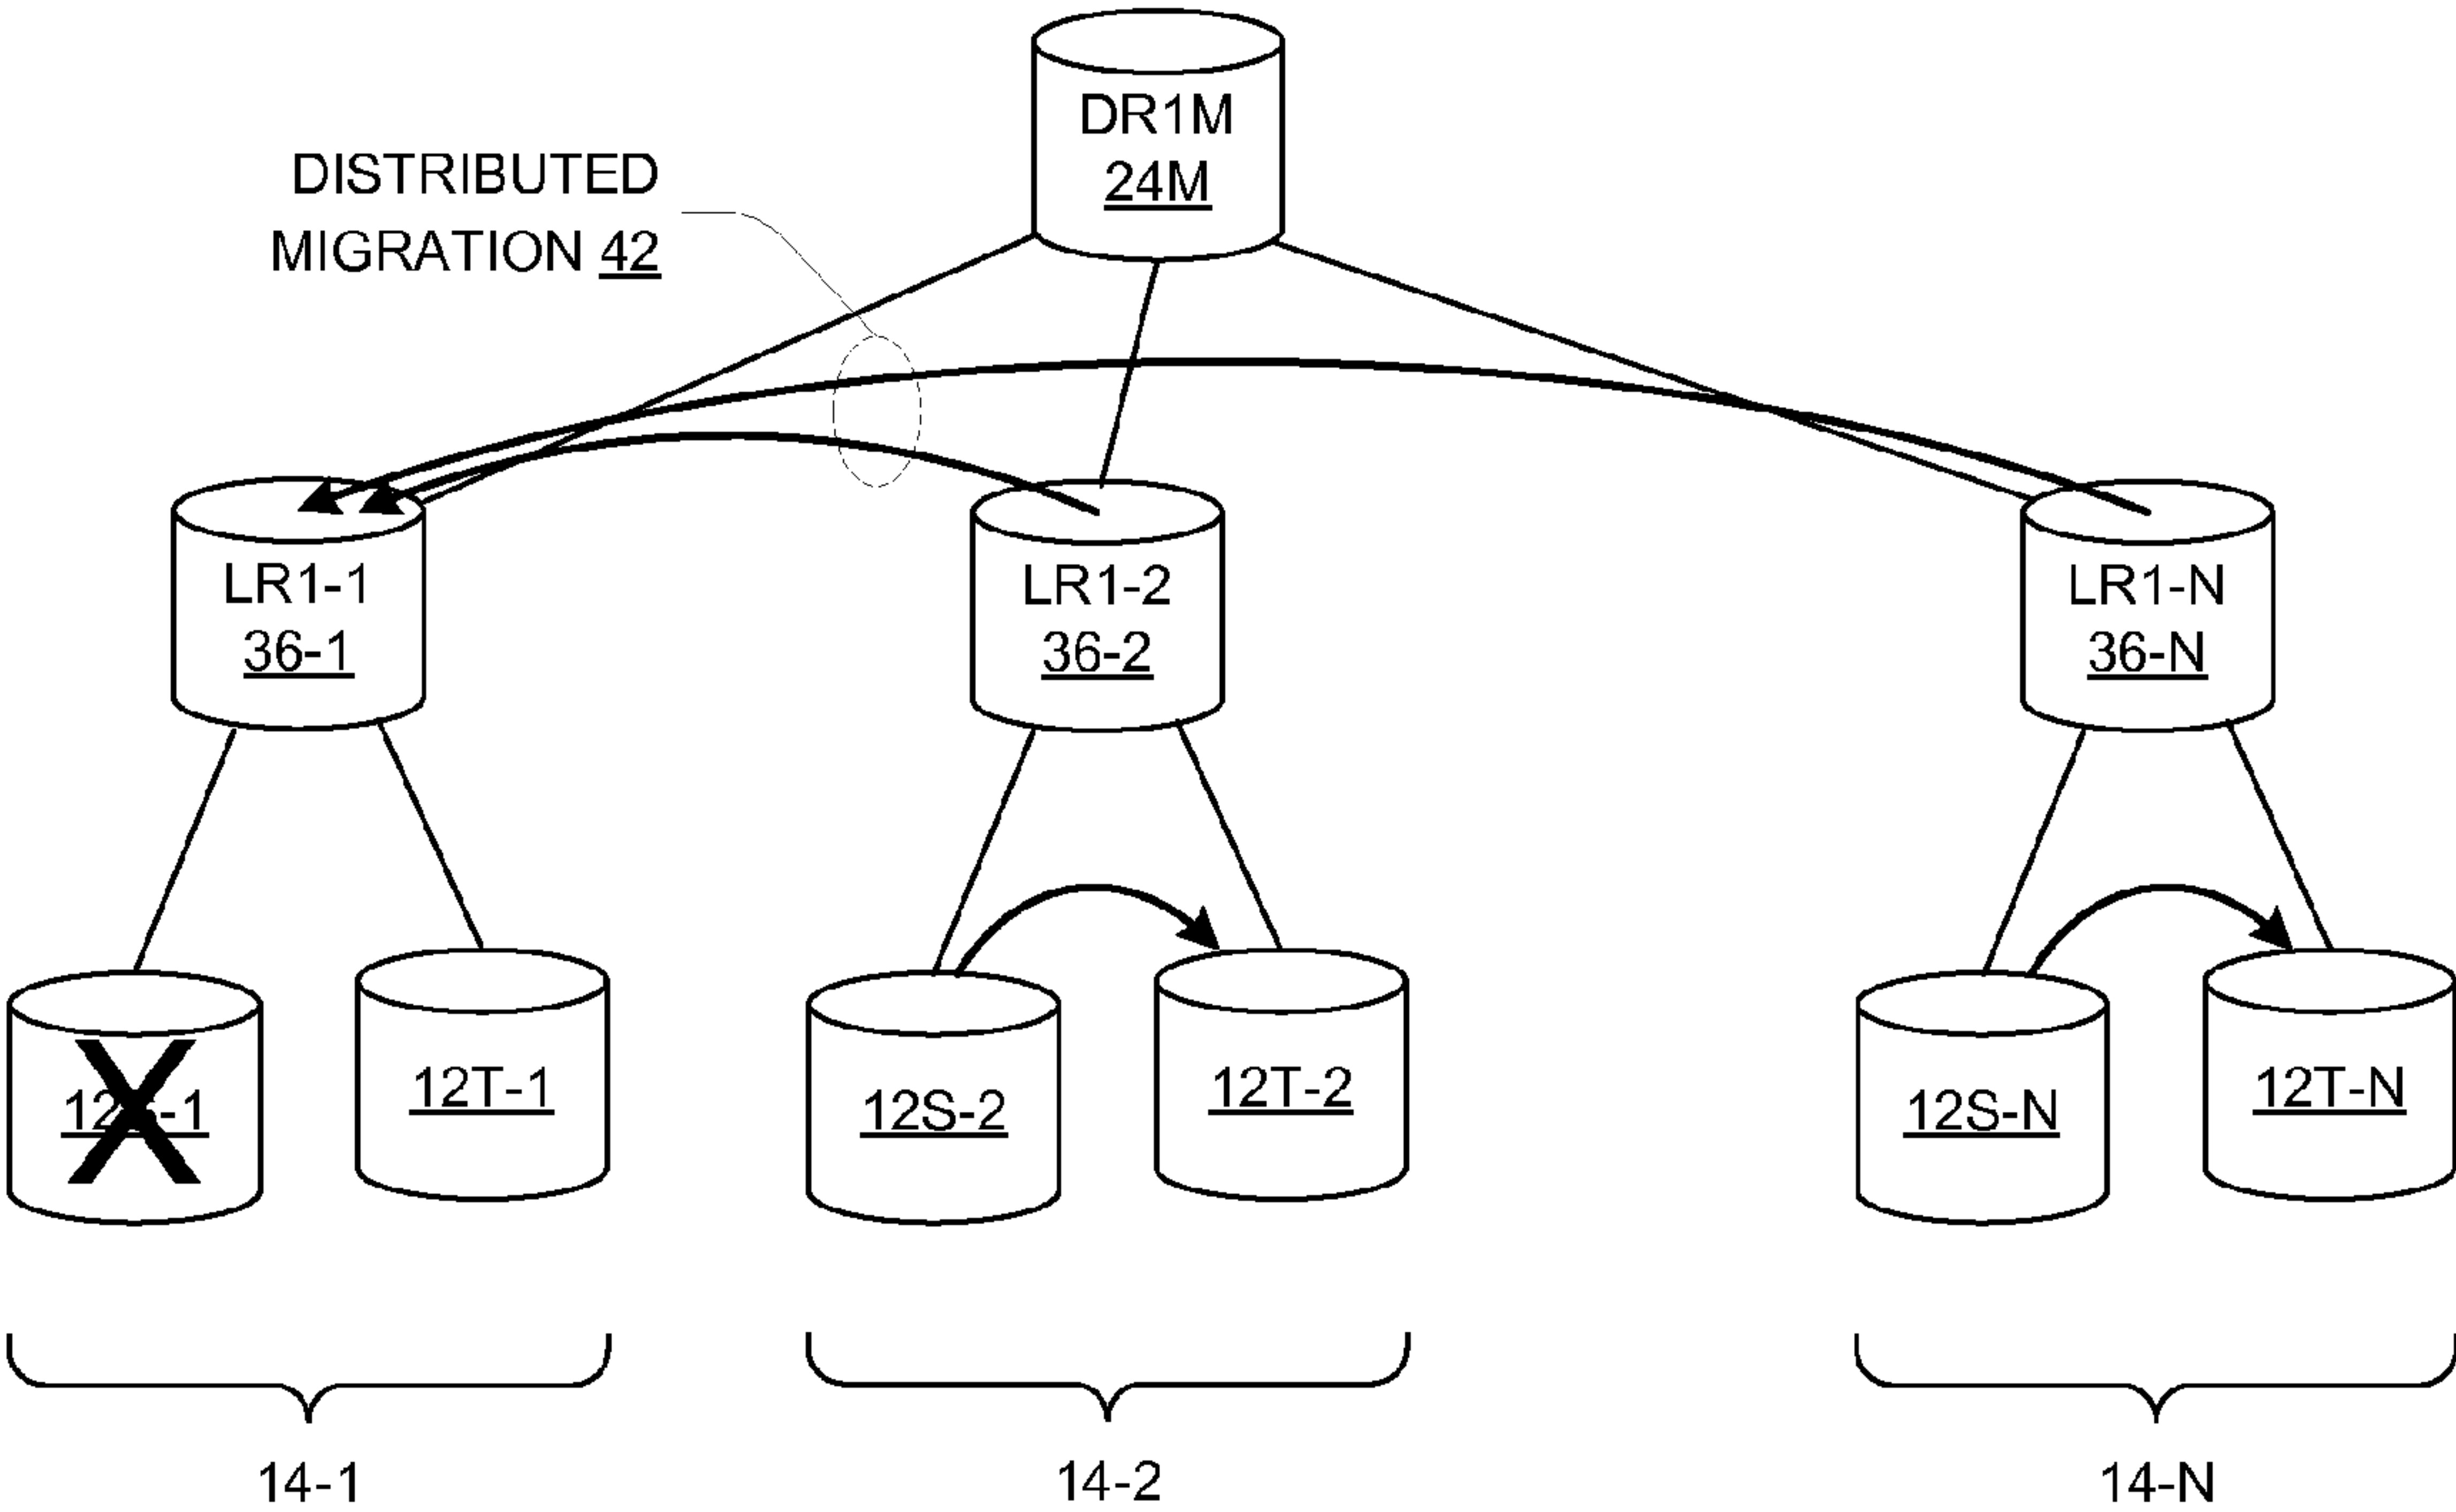 DR1M
24M
DISTRIBUTED
MIGRATION 42
LR1-1
36-1
LR1-2
36-2
LR1-N
36-N
12T-1
12S-2
12T-2
12S-N
12T-N
14-1
14-2
14-N